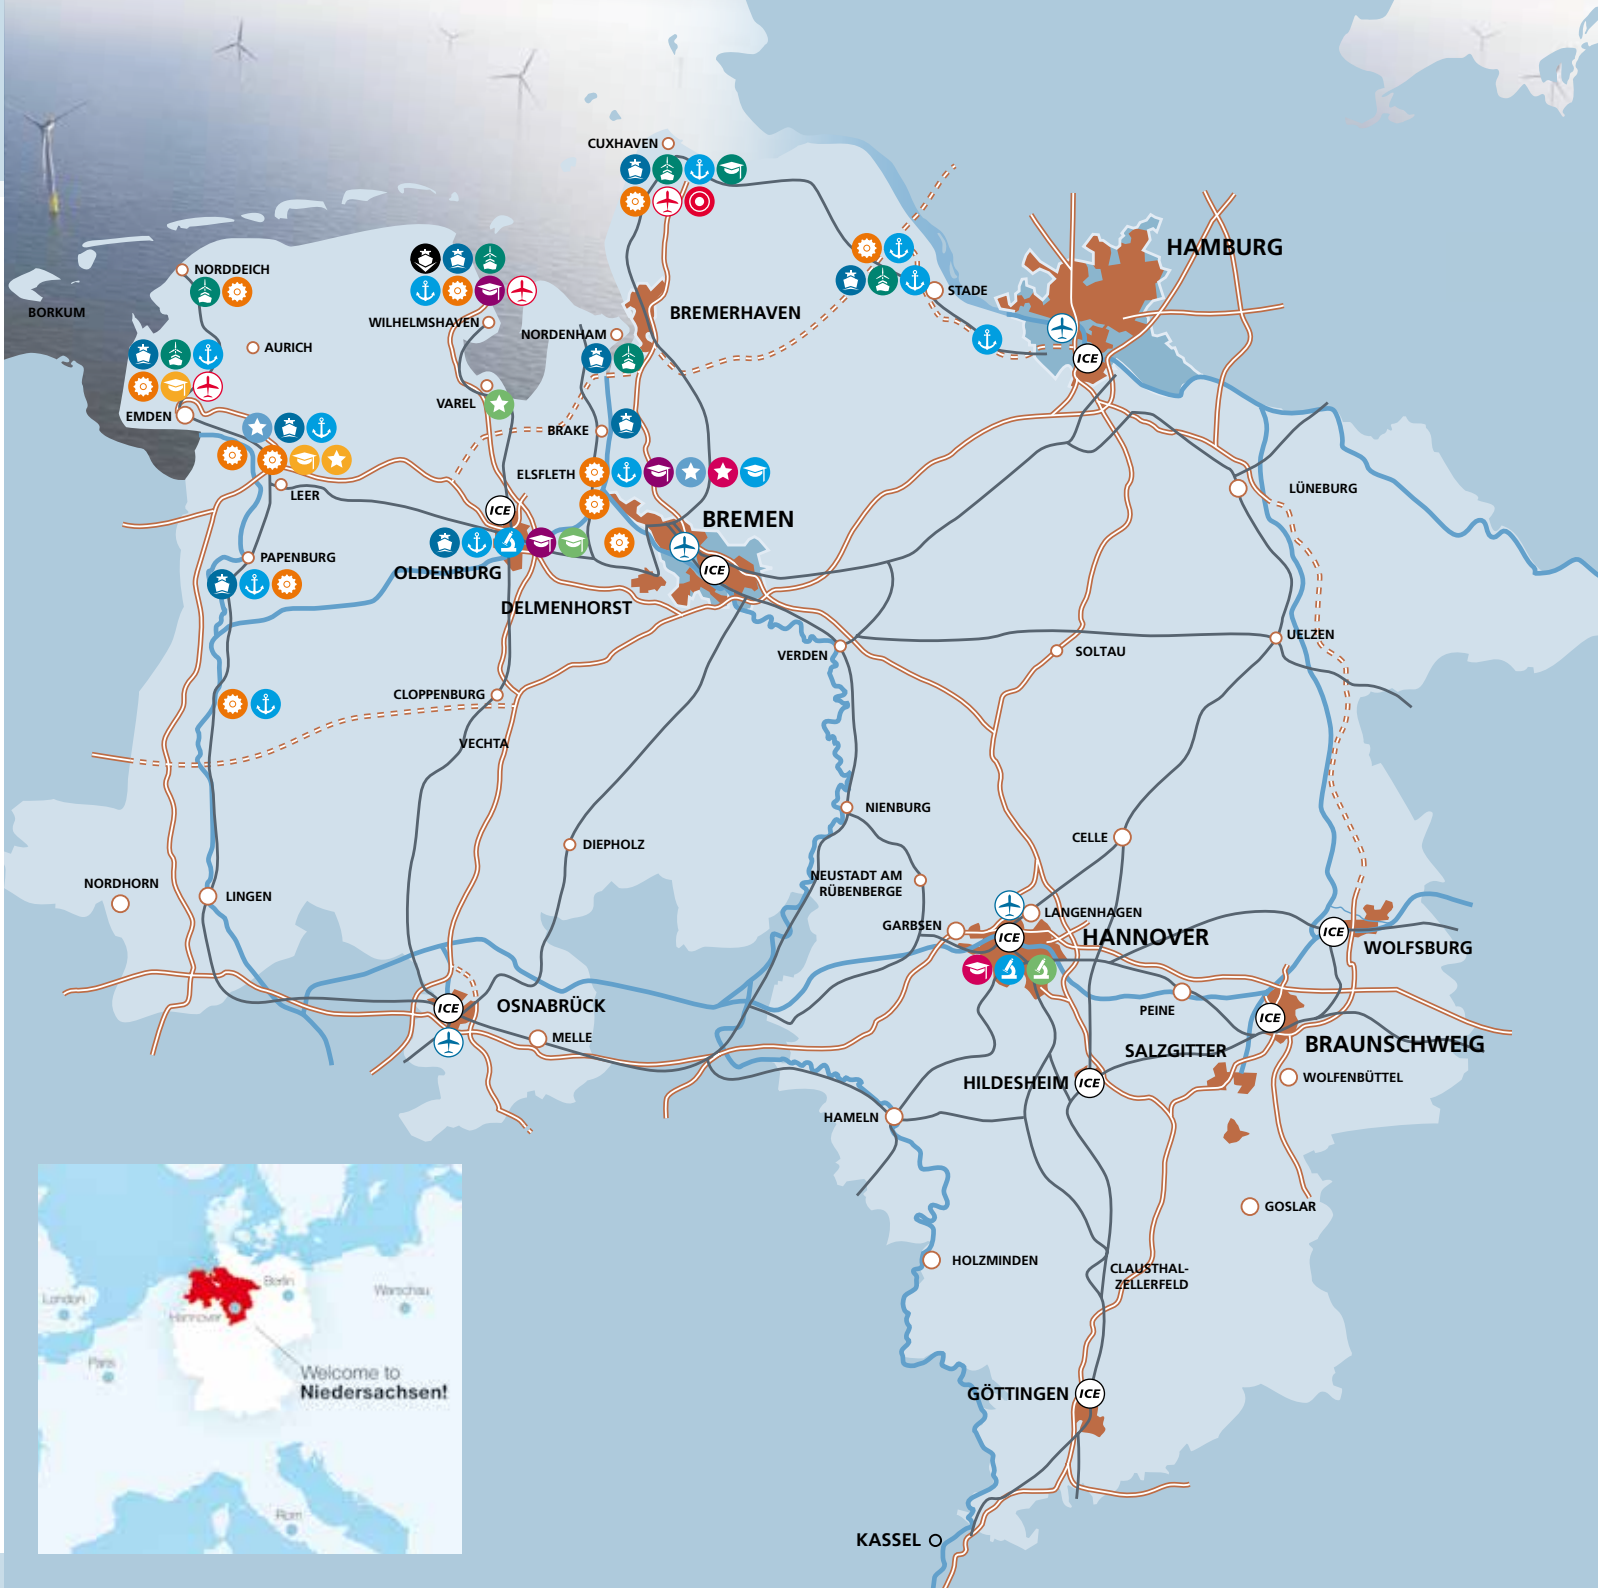 CUXHAVEN
HAMBURG
NORDDEICH
STADE
BORKUM
BREMERHAVEN
WILHELMSHAVEN
NORDENHAM
AURICH
ICE
VAREL
EMDEN
BRAKE
ELSFLETH
LÜNEBURG
LEER
ICE
BREMEN
PAPENBURG
OLDENBURG
ICE
DELMENHORST
UELZEN
VERDEN
SOLTAU
CLOPPENBURG
VECHTA
NIENBURG
CELLE
DIEPHOLZ
NEUSTADT AM
RÜBENBERGE
NORDHORN
LINGEN
LANGENHAGEN
GARBSEN
ICE
HANNOVER
ICE
WOLFSBURG
ICE
OSNABRÜCK
PEINE
ICE
MELLE
SALZGITTER
BRAUNSCHWEIG
HILDESHEIM
ICE
WOLFENBÜTTEL
HAMELN
GOSLAR
HOLZMINDEN
CLAUSTHAL-
ZELLERFELD
Berlin
Warschau
London
Hannover
Paris
Welcome to
Niedersachsen!
GÖTTINGEN
ICE
Rom
KASSEL